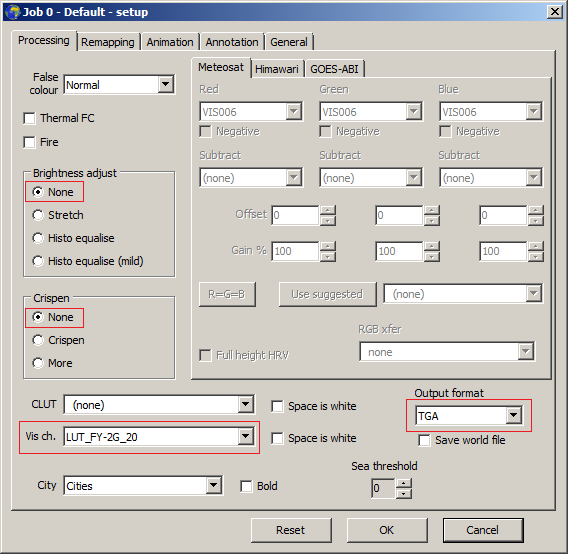 Job 0 - Default - setup
Processing Remapping Animation Annotation General
False colour Normal
Thermal FC
Fire
Brightness adjust
None
Stretch
Histo equalise
Histo equalise (mild)
Crispen
None
Crispen
More
Meteosat Himawari GOES-ABI
Red Green Blue
VIS006 VIS006 VIS006
Negative Negative Negative
Subtract Subtract Subtract
(none) (none) (none)
Offset 0 0 0
Gain % 100 100 100
R=G=B Use suggested (none)
RGB xfer
Full height HRV none
CLUT (none) Space is white
Output format
TGA
Vis ch. LUT_FY-2G_20 Space is white
Save world file
Sea threshold
City Cities Bold 0
Reset OK Cancel